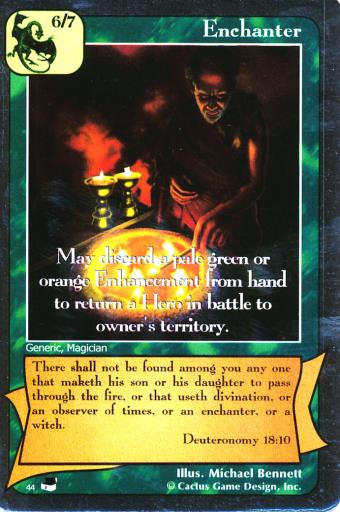 6/7
Enchanter
May discard a pale green or
orange Enhancement from hand
to return a Hero in battle to
owner's territory.
Generic, Magician
There shall not be found among you any one
that maketh his son or his daughter to pass
through the fire, or that useth divination, or
an observer of times, or an enchanter, or a
witch.
Deuteronomy 18:10
Illus. Michael Bennett
44
© Cactus Game Design, Inc.